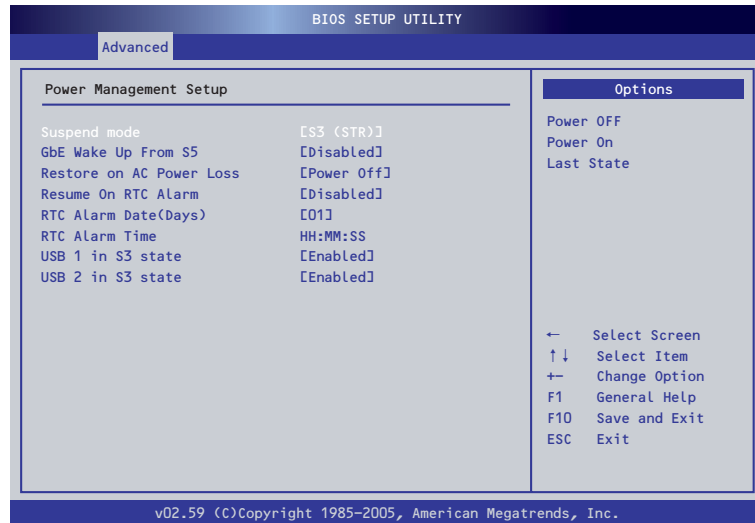 BIOS SETUP UTILITY
Advanced
Power Management Setup
Suspend mode [S3 (STR)]
GbE Wake Up From S5 [Disabled]
Restore on AC Power Loss [Power Off]
Resume On RTC Alarm [Disabled]
RTC Alarm Date(Days) [01]
RTC Alarm Time HH:MM:SS
USB 1 in S3 state [Enabled]
USB 2 in S3 state [Enabled]
Options
Power OFF
Power On
Last State
← Select Screen
↑↓ Select Item
+- Change Option
F1 General Help
F10 Save and Exit
ESC Exit
v02.59 (C)Copyright 1985-2005, American Megatrends, Inc.